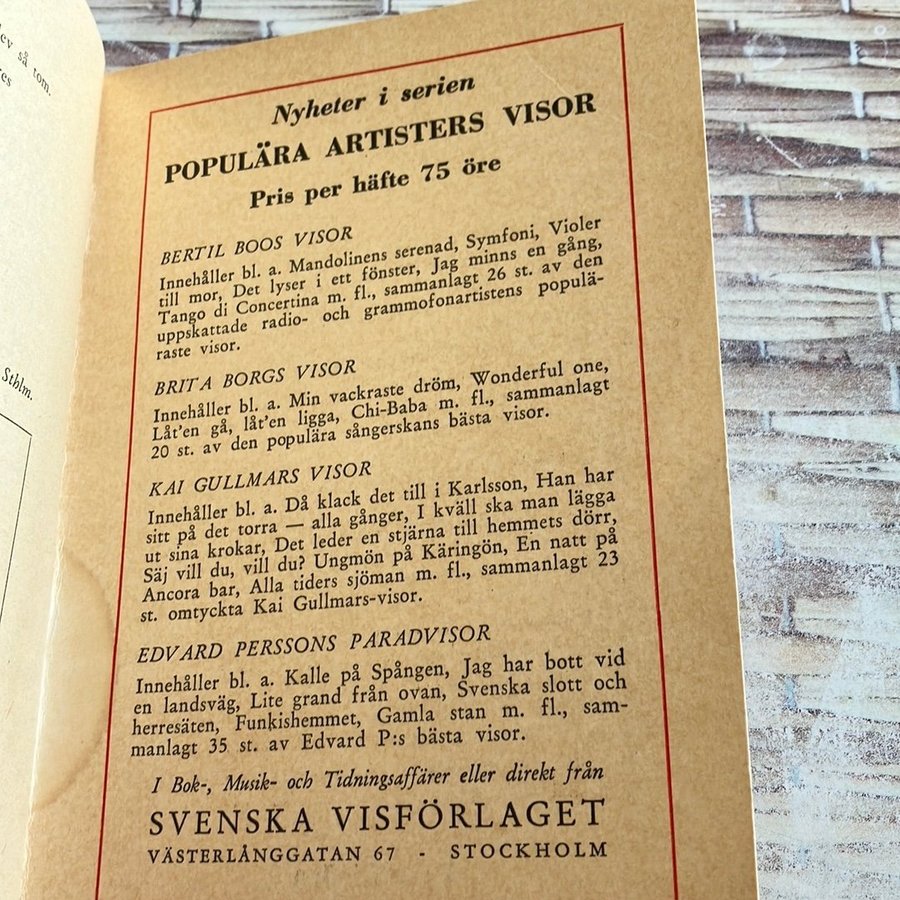 ev så tom.
es
Sthlm.
Nyheter i serien
POPULÄRA ARTISTERS VISOR
Pris per häfte 75 öre
BERTIL BOOS VISOR
Innehåller bl. a. Mandolinens serenad, Symfoni, Violer
till mor, Det lyser i ett fönster, Jag minns en gång,
Tango di Concertina m. fl., sammanlagt 26 st. av den
uppskattade radio- och grammofonartistens populä-
raste visor.
BRITA BORGS VISOR
Innehåller bl. a. Min vackraste dröm, Wonderful one,
Låt'en gå, låt'en ligga, Chi-Baba m. fl., sammanlagt
20 st. av den populära sångerskans bästa visor.
KAI GULLMARS VISOR
Innehåller bl. a. Då klack det till i Karlsson, Han har
sitt på det torra — alla gånger, I kväll ska man lägga
ut sina krokar, Det leder en stjärna till hemmets dörr,
Säj vill du, vill du? Ungmön på Käringön, En natt på
Ancora bar, Alla tiders sjöman m. fl., sammanlagt 23
st. omtyckta Kai Gullmars-visor.
EDVARD PERSSONS PARADVISOR
Innehåller bl. a. Kalle på Spången, Jag har bott vid
en landsväg, Lite grand från ovan, Svenska slott och
herresäten, Funkishemmet, Gamla stan m. fl., sam-
manlagt 35 st. av Edvard P:s bästa visor.
I Bok-, Musik- och Tidningsaffärer eller direkt från
SVENSKA VISFÖRLAGET
VÄSTERLÅNGGATAN 67 - STOCKHOLM